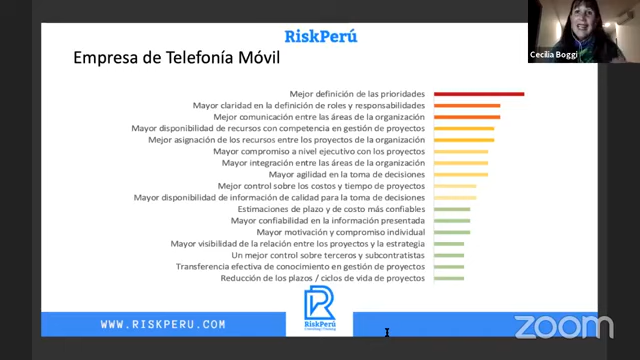 RiskPerú
Empresa de Telefonía Móvil
Cecilia Boggi
Mejor definición de las prioridades
Mayor claridad en la definición de roles y responsabilidades
Mejor comunicación entre las áreas de la organización
Mayor disponibilidad de recursos con competencia en gestión de proyectos
Mejor asignación de los recursos entre los proyectos de la organización
Mayor compromiso a nivel ejecutivo con los proyectos
Mayor integración entre las áreas de la organización
Mayor agilidad en la toma de decisiones
Mejor control sobre los costos y tiempo de proyectos
Mayor disponibilidad de información de calidad para la toma de decisiones
Estimaciones de plazo y de costo más confiables
Mayor confiabilidad en la información presentada
Mayor motivación y compromiso individual
Mayor visibilidad de la relación entre los proyectos y la estrategia
Un mejor control sobre terceros y subcontratistas
Transferencia efectiva de conocimiento en gestión de proyectos
Reducción de los plazos / ciclos de vida de proyectos
WWW.RISKPERU.COM
RiskPerú
zoom